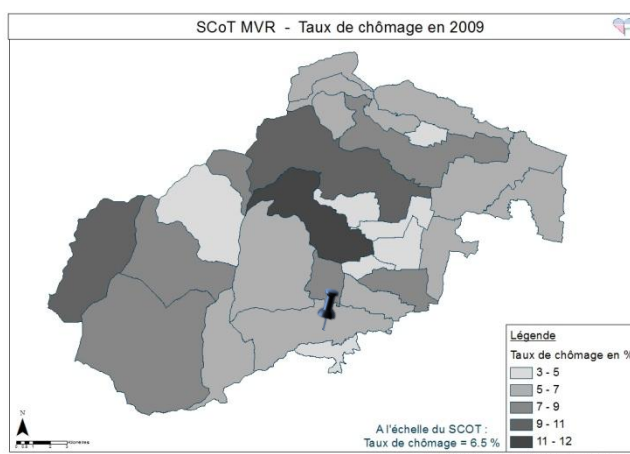 SCoT MVR - Taux de chômage en 2009
Légende
Taux de chômage en %
3 - 5
5 - 7
7 - 9
9 - 11
11 - 12
A l'échelle du SCOT :
Taux de chômage = 6.5 %
N